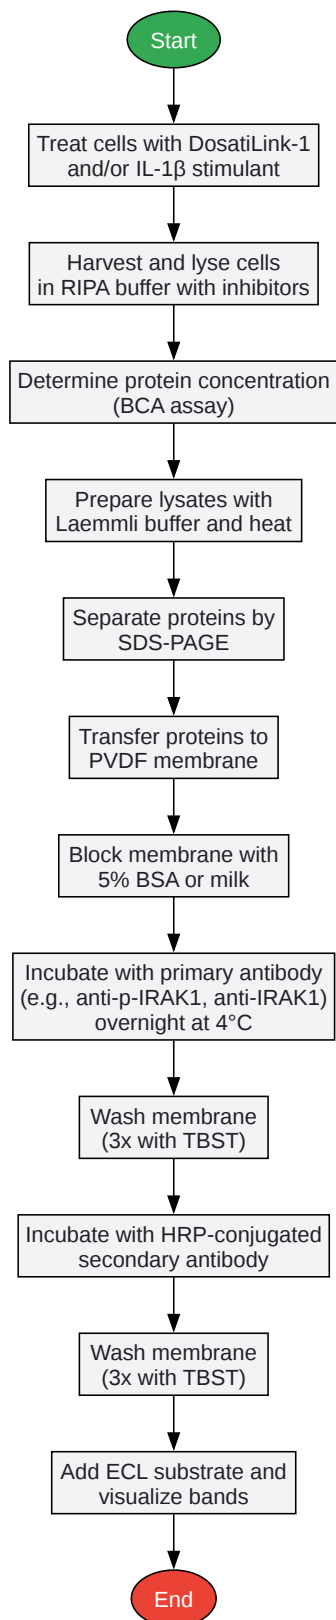 Start
Treat cells with DosatiLink-1
and/or IL-1β stimulant
Harvest and lyse cells
in RIPA buffer with inhibitors
Determine protein concentration
(BCA assay)
Prepare lysates with
Laemmli buffer and heat
Separate proteins by
SDS-PAGE
Transfer proteins to
PVDF membrane
Block membrane with
5% BSA or milk
Incubate with primary antibody
(e.g., anti-p-IRAK1, anti-IRAK1)
overnight at 4°C
Wash membrane
(3x with TBST)
Incubate with HRP-conjugated
secondary antibody
Wash membrane
(3x with TBST)
Add ECL substrate and
visualize bands
End